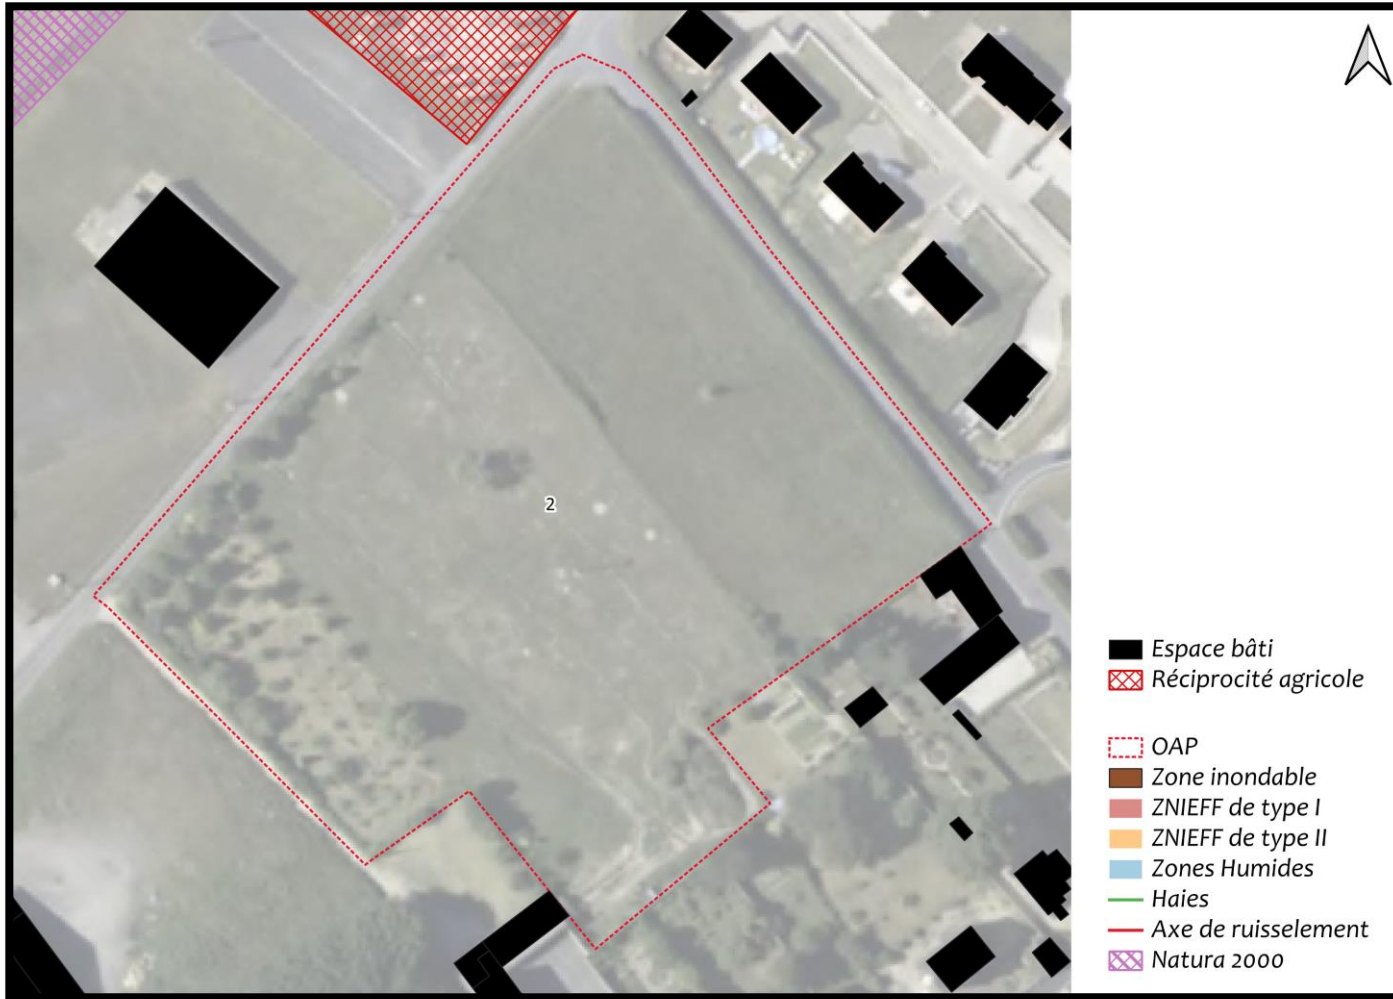 2
Espace bâti
Réciprocité agricole
OAP
Zone inondable
ZNIEFF de type I
ZNIEFF de type II
Zones Humides
Haies
Axe de ruisselement
Natura 2000